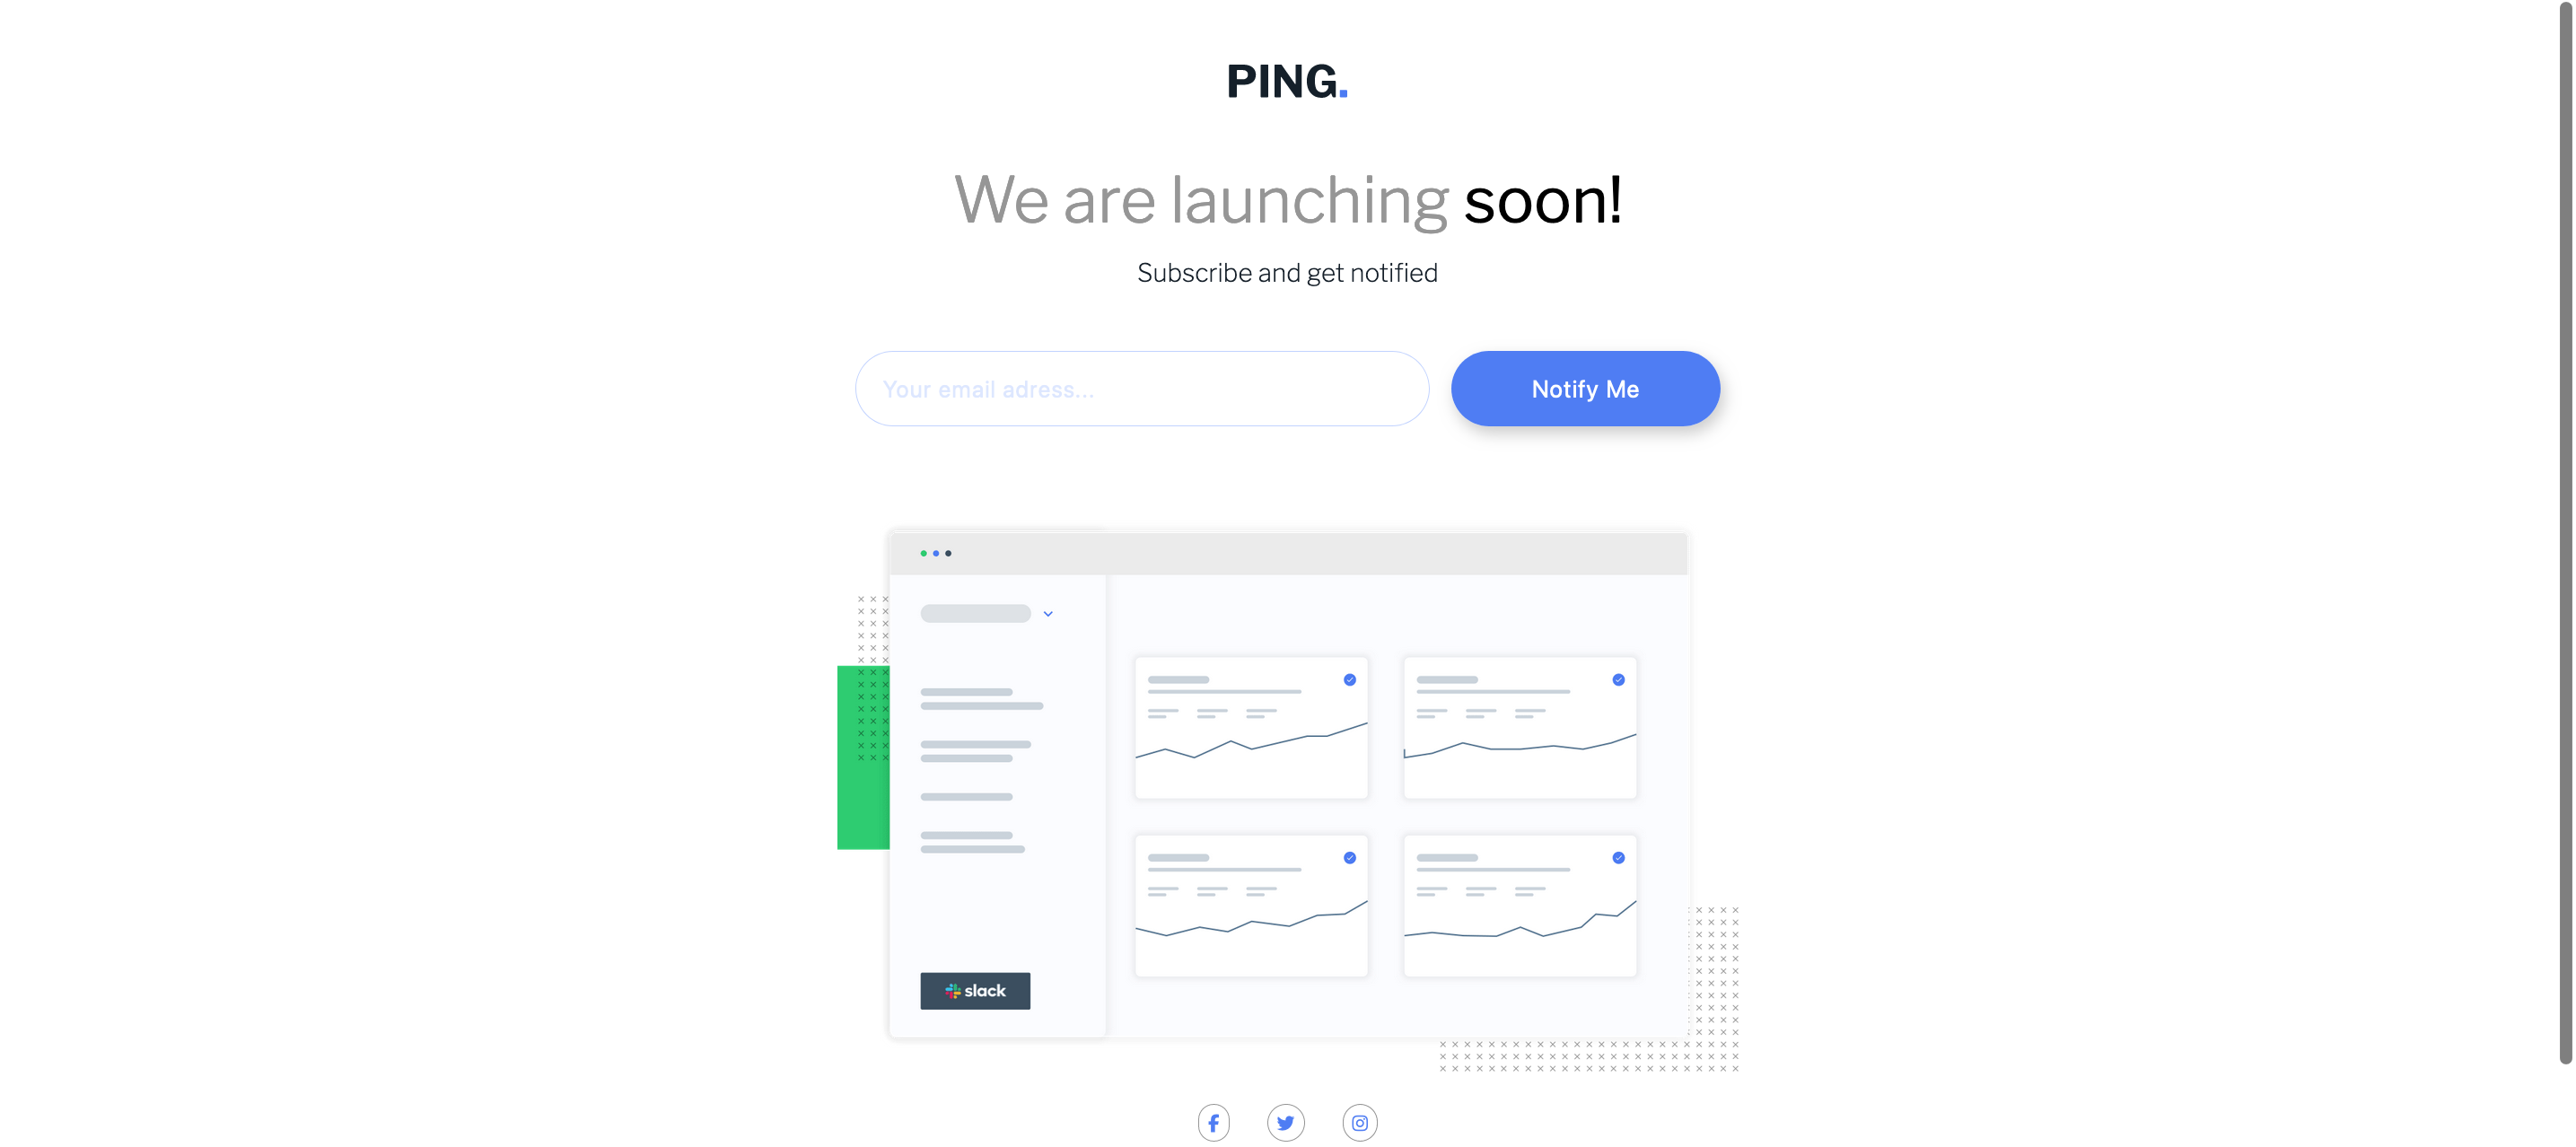 PING.
We are launching soon!
Subscribe and get notified
Your email adress...
Notify Me
slack